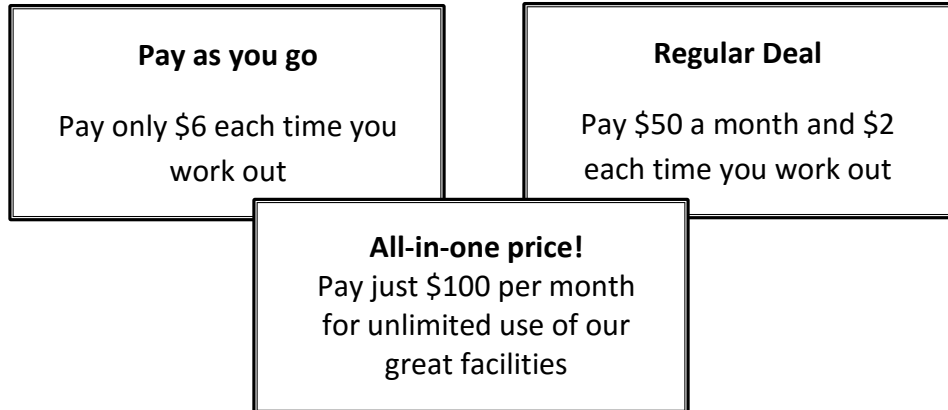 Pay as you go
Pay only $6 each time you
work out
Regular Deal
Pay $50 a month and $2
each time you work out
All-in-one price!
Pay just $100 per month
for unlimited use of our
great facilities